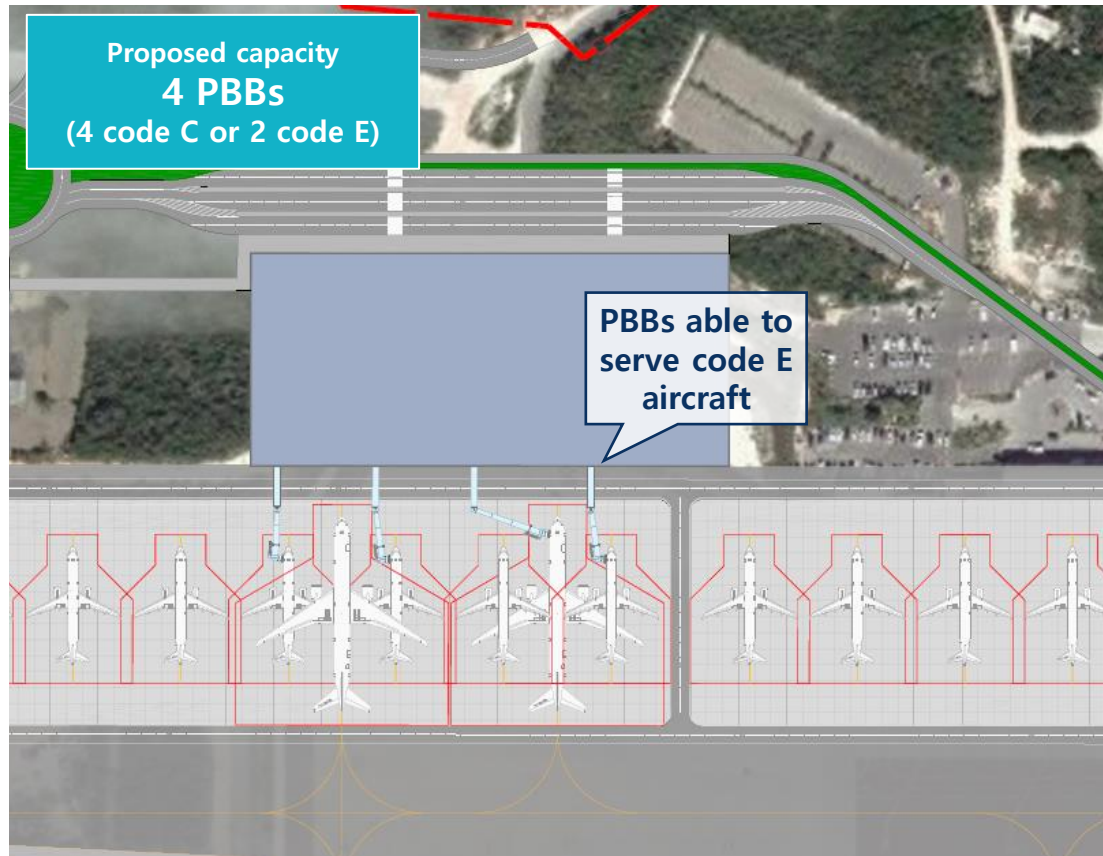 Proposed capacity
4 PBBs
(4 code C or 2 code E)
PBBs able to
serve code E
aircraft